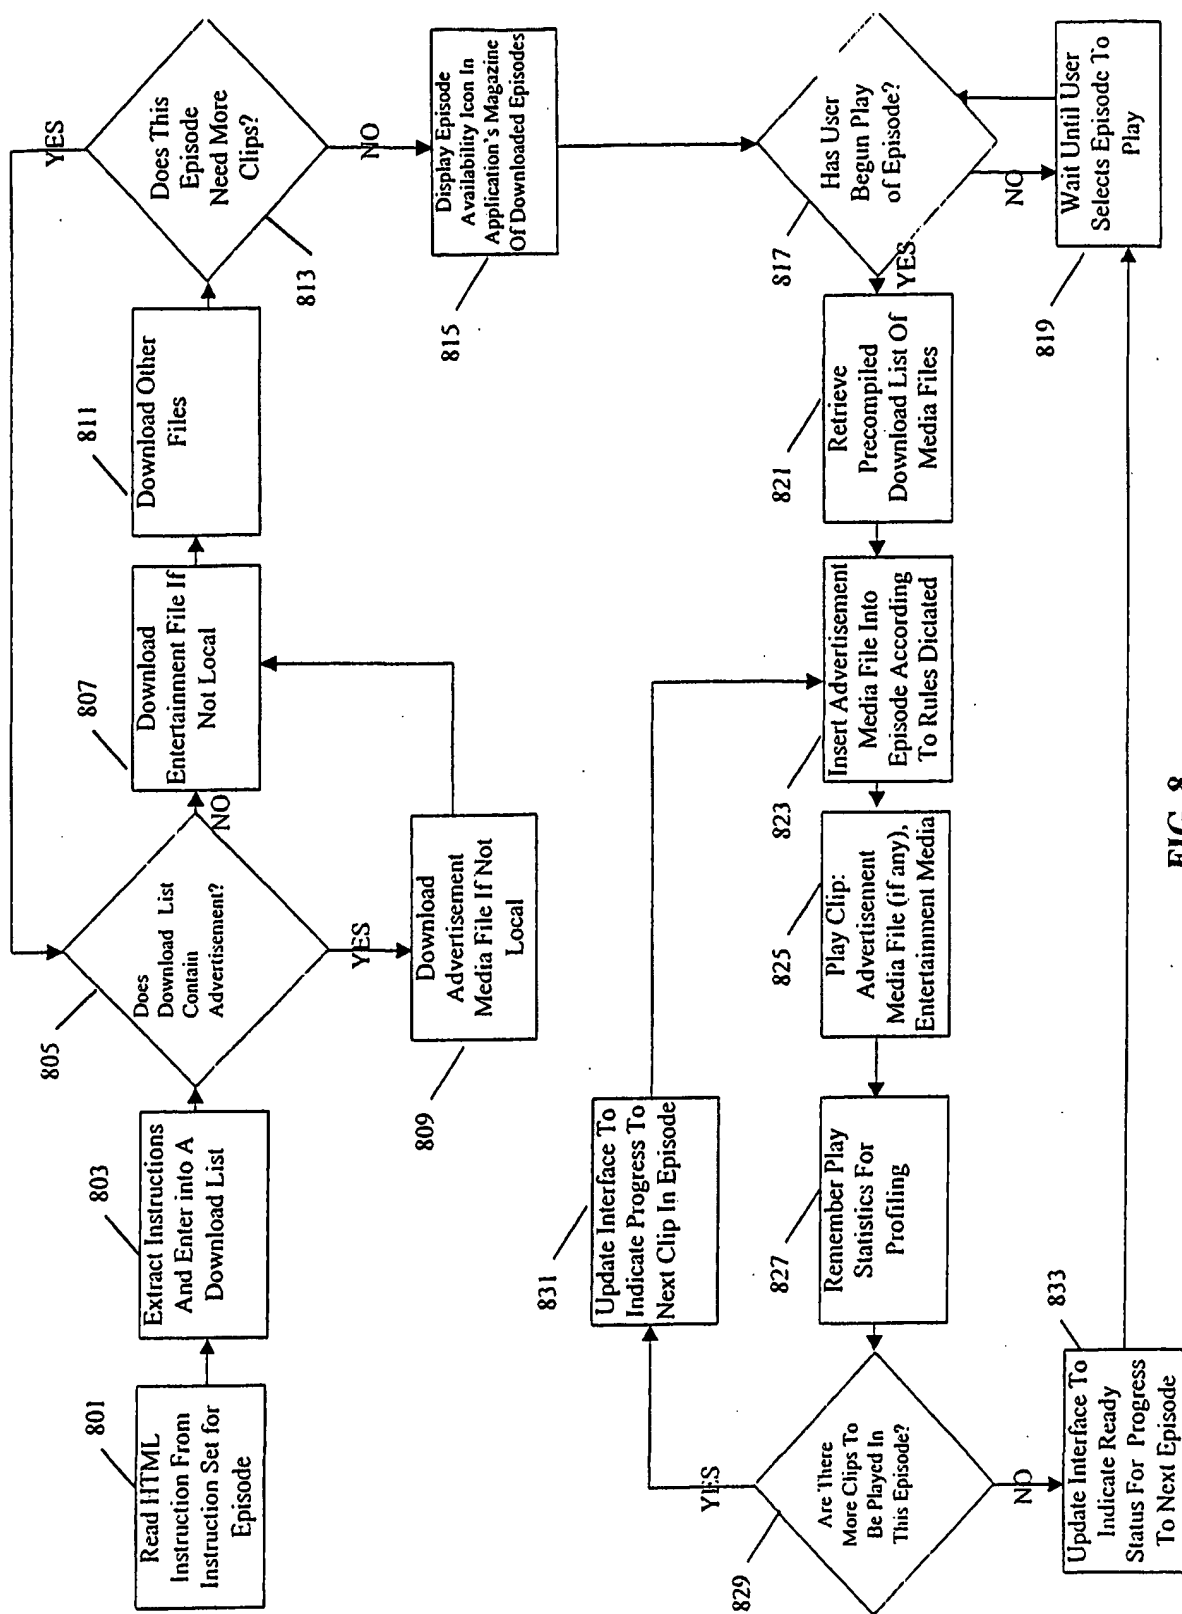 801
Read HTML
Instruction From
Instruction Set for
Episode
803
Extract Instructions
And Enter into A
Download List
805
Does
Download List
Contain
Advertisement?
NO
YES
807
Download
Entertainment File If
Not Local
809
Download
Advertisement
Media File If Not
Local
811
Download Other
Files
813
Does This
Episode
Need More
Clips?
YES
NO
815
Display Episode
Availability Icon In
Application's Magazine
Of Downloaded Episodes
817
Has User
Begun Play
of Episode?
YES
NO
819
Wait Until User
Selects Episode To
Play
821
Retrieve
Precompiled
Download List Of
Media Files
823
Insert Advertisement
Media File Into
Episode According
To Rules Dictated
825
Play Clip:
Advertisement
Media File (if any),
Entertainment Media
827
Remember Play
Statistics For
Profiling
829
Are There
More Clips To
Be Played In
This Episode?
YES
NO
831
Update Interface To
Indicate Progress To
Next Clip In Episode
833
Update Interface To
Indicate Ready
Status For Progress
To Next Episode
FIG. 8